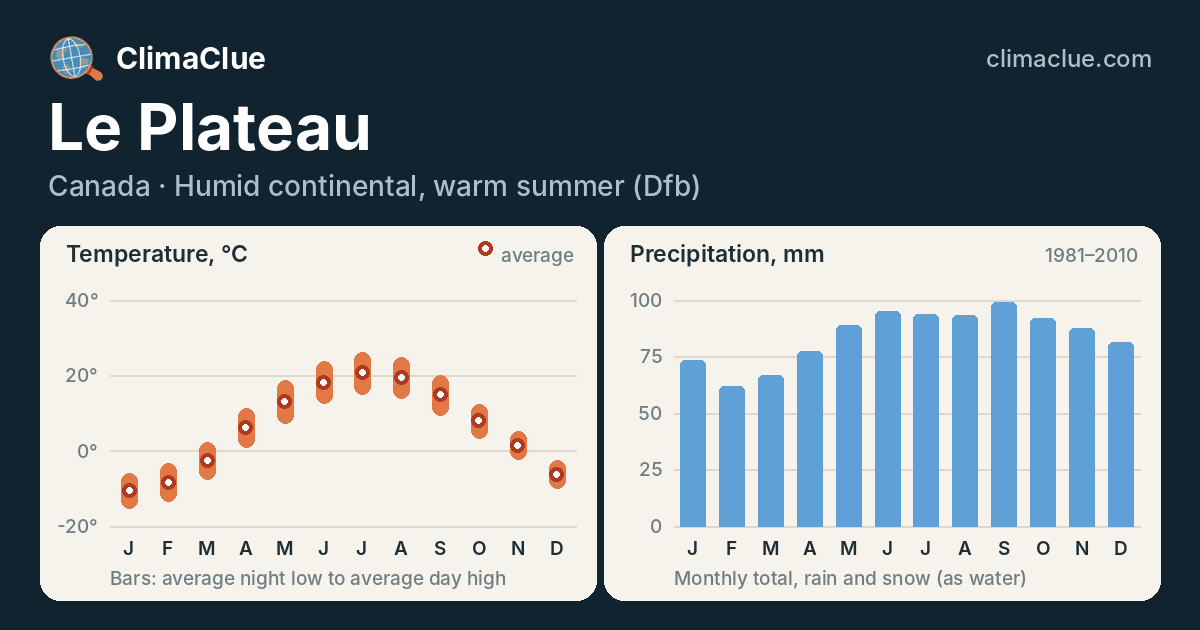 ClimaClue
climaclue.com
Le Plateau
Canada · Humid continental, warm summer (Dfb)
Temperature, °C
average
40°
20°
0°
-20°
J F M A M J J A S O N D
Bars: average night low to average day high
Precipitation, mm
1981–2010
100
75
50
25
0
J F M A M J J A S O N D
Monthly total, rain and snow (as water)